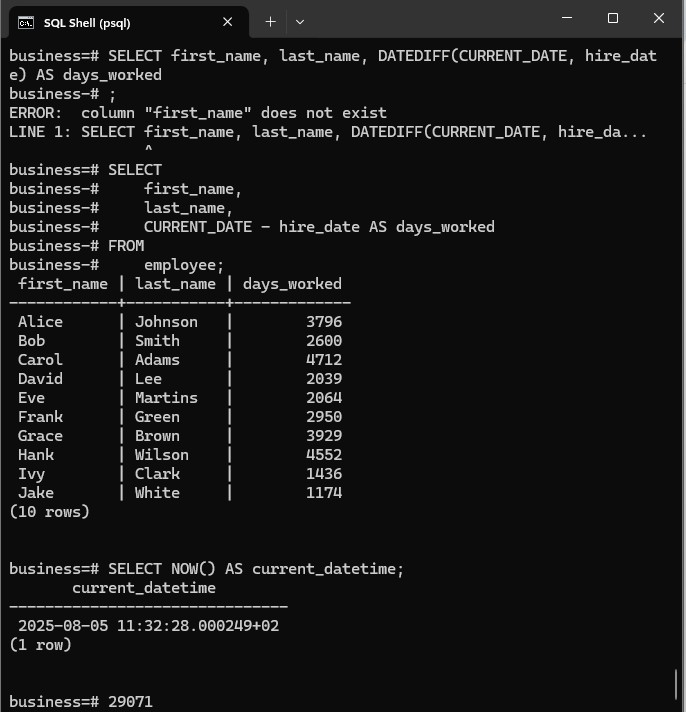 SQL Shell (psql)
business=# SELECT first_name, last_name, DATEDIFF(CURRENT_DATE, hire_dat
e) AS days_worked
business-# ;
ERROR:  column "first_name" does not exist
LINE 1: SELECT first_name, last_name, DATEDIFF(CURRENT_DATE, hire_da...
               ^
business=# SELECT
business-#     first_name,
business-#     last_name,
business-#     CURRENT_DATE - hire_date AS days_worked
business-# FROM
business-#     employee;
 first_name | last_name | days_worked
------------+-----------+-------------
 Alice      | Johnson   |        3796
 Bob        | Smith     |        2600
 Carol      | Adams     |        4712
 David      | Lee       |        2039
 Eve        | Martins   |        2064
 Frank      | Green     |        2950
 Grace      | Brown     |        3929
 Hank       | Wilson    |        4552
 Ivy        | Clark     |        1436
 Jake       | White     |        1174
(10 rows)
business=# SELECT NOW() AS current_datetime;
       current_datetime
-------------------------------
 2025-08-05 11:32:28.000249+02
(1 row)
business=# 29071